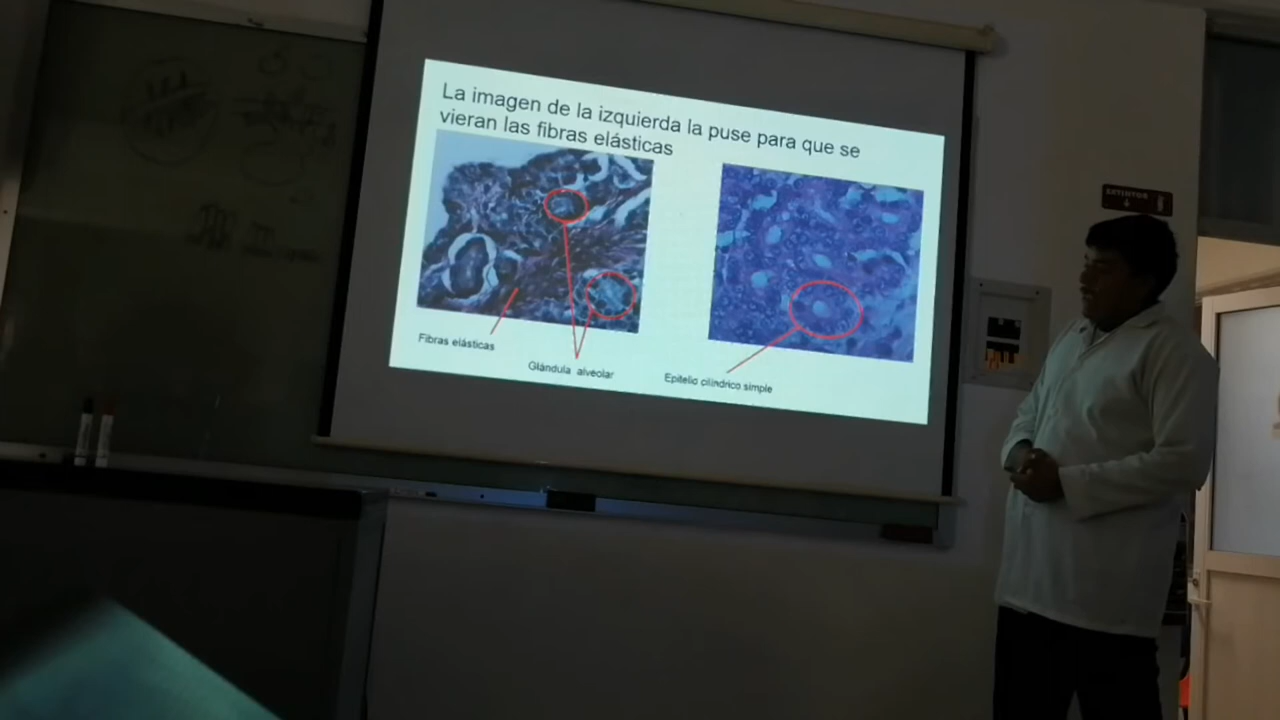 La imagen de la izquierda la puse para que se
vieran las fibras elásticas
Fibras elásticas
Glándula alveolar
Epitelio cilíndrico simple
EXTINTOR